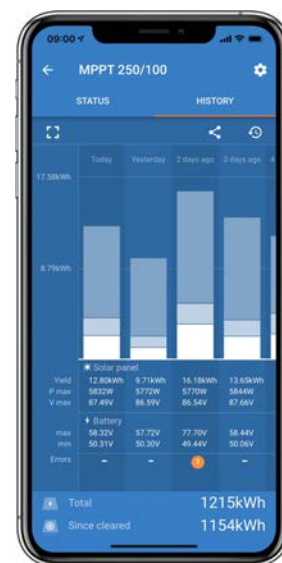 09:00
MPPT 250/100
STATUS HISTORY
Today Yesterday 2 days ago 3 days ago 4
17.58kWh
8.79kWh
Solar panel
Yield 12.80kWh 9.71kWh 16.18kWh 13.65kWh
P max 5832W 5772W 5770W 5844W
V max 87.49V 86.59V 86.54V 87.66V
Battery
max 58.32V 57.72V 77.70V 58.44V
min 50.31V 50.30V 49.44V 50.06V
Errors - - 1 -
Total 1215kWh
Since cleared 1154kWh